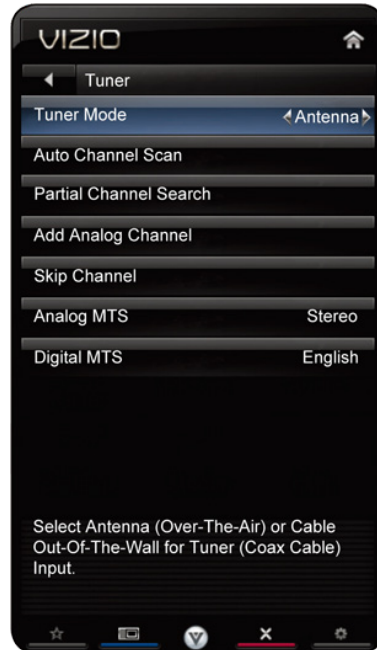 VIZIO
Tuner
Tuner Mode Antenna
Auto Channel Scan
Partial Channel Search
Add Analog Channel
Skip Channel
Analog MTS Stereo
Digital MTS English
Select Antenna (Over-The-Air) or Cable
Out-Of-The-Wall for Tuner (Coax Cable)
Input.
V